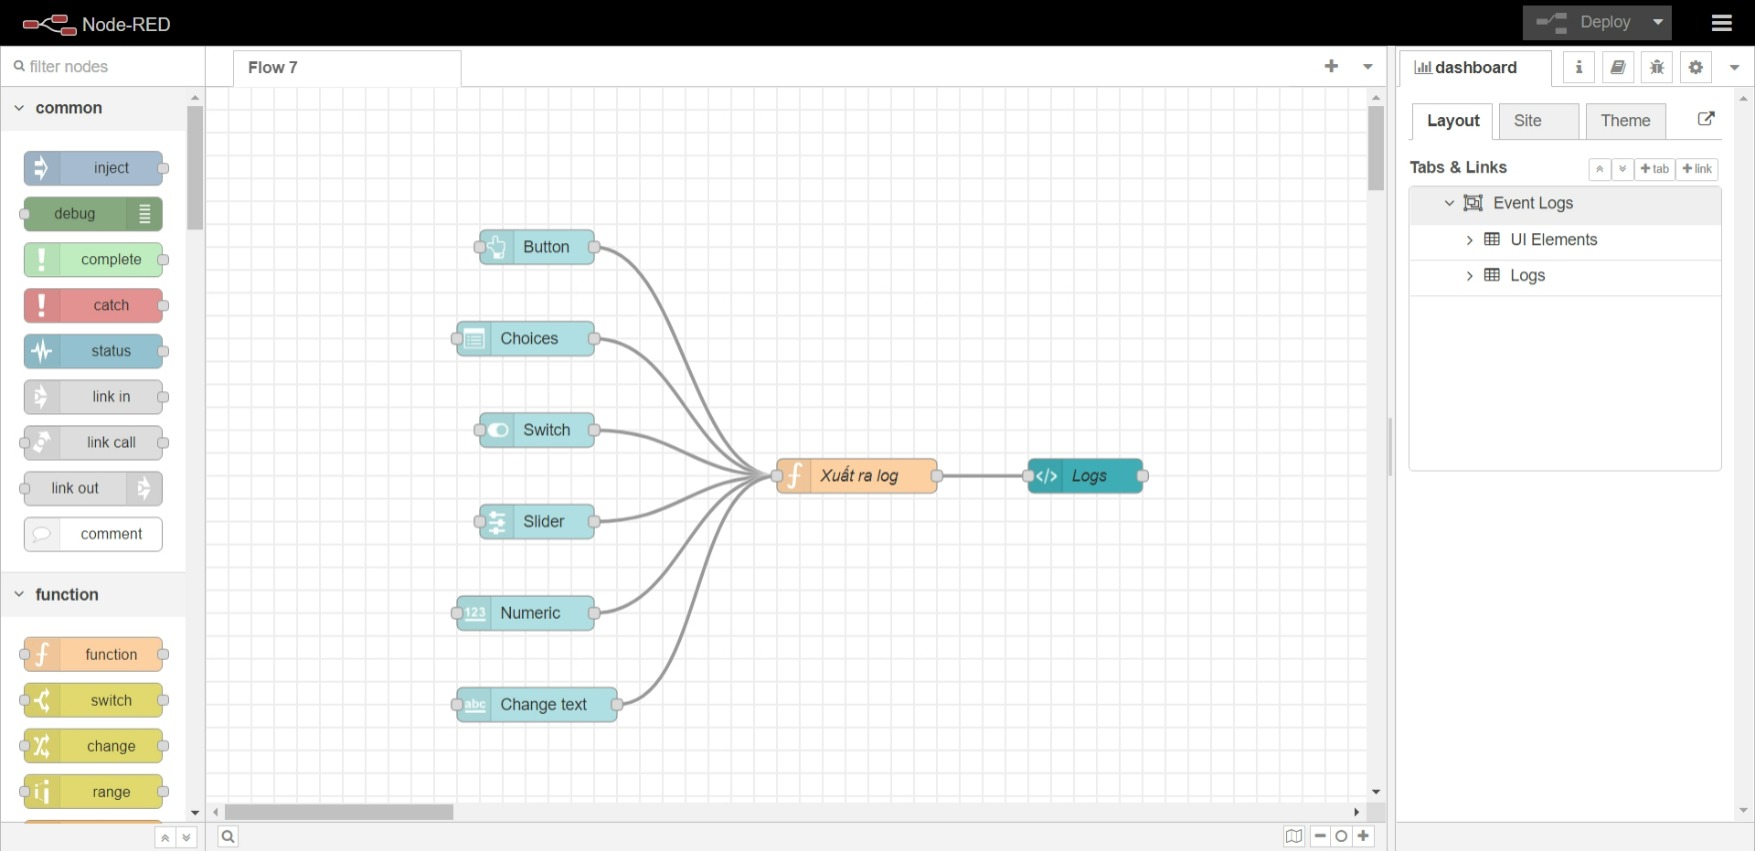 Node-RED
Deploy
filter nodes
Flow 7
dashboard
i
common
Layout
Site
Theme
inject
Tabs & Links
+ tab
+ link
debug
Event Logs
complete
UI Elements
catch
Logs
status
link in
link call
link out
comment
function
function
switch
change
range
Button
Choices
Switch
Slider
123
Numeric
abc
Change text
Xuất ra log
</> Logs